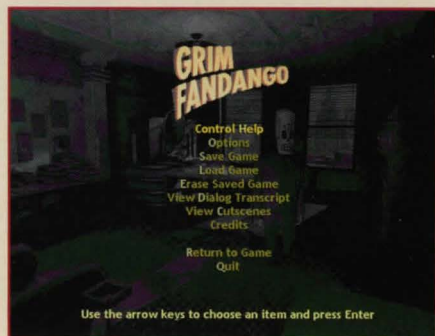 GRIM
FANDANGO
Control Help
Options
Save Game
Load Game
Erase Saved Game
View Dialog Transcript
View Cutscenes
Credits
Return to Game
Quit
Use the arrow keys to choose an item and press Enter